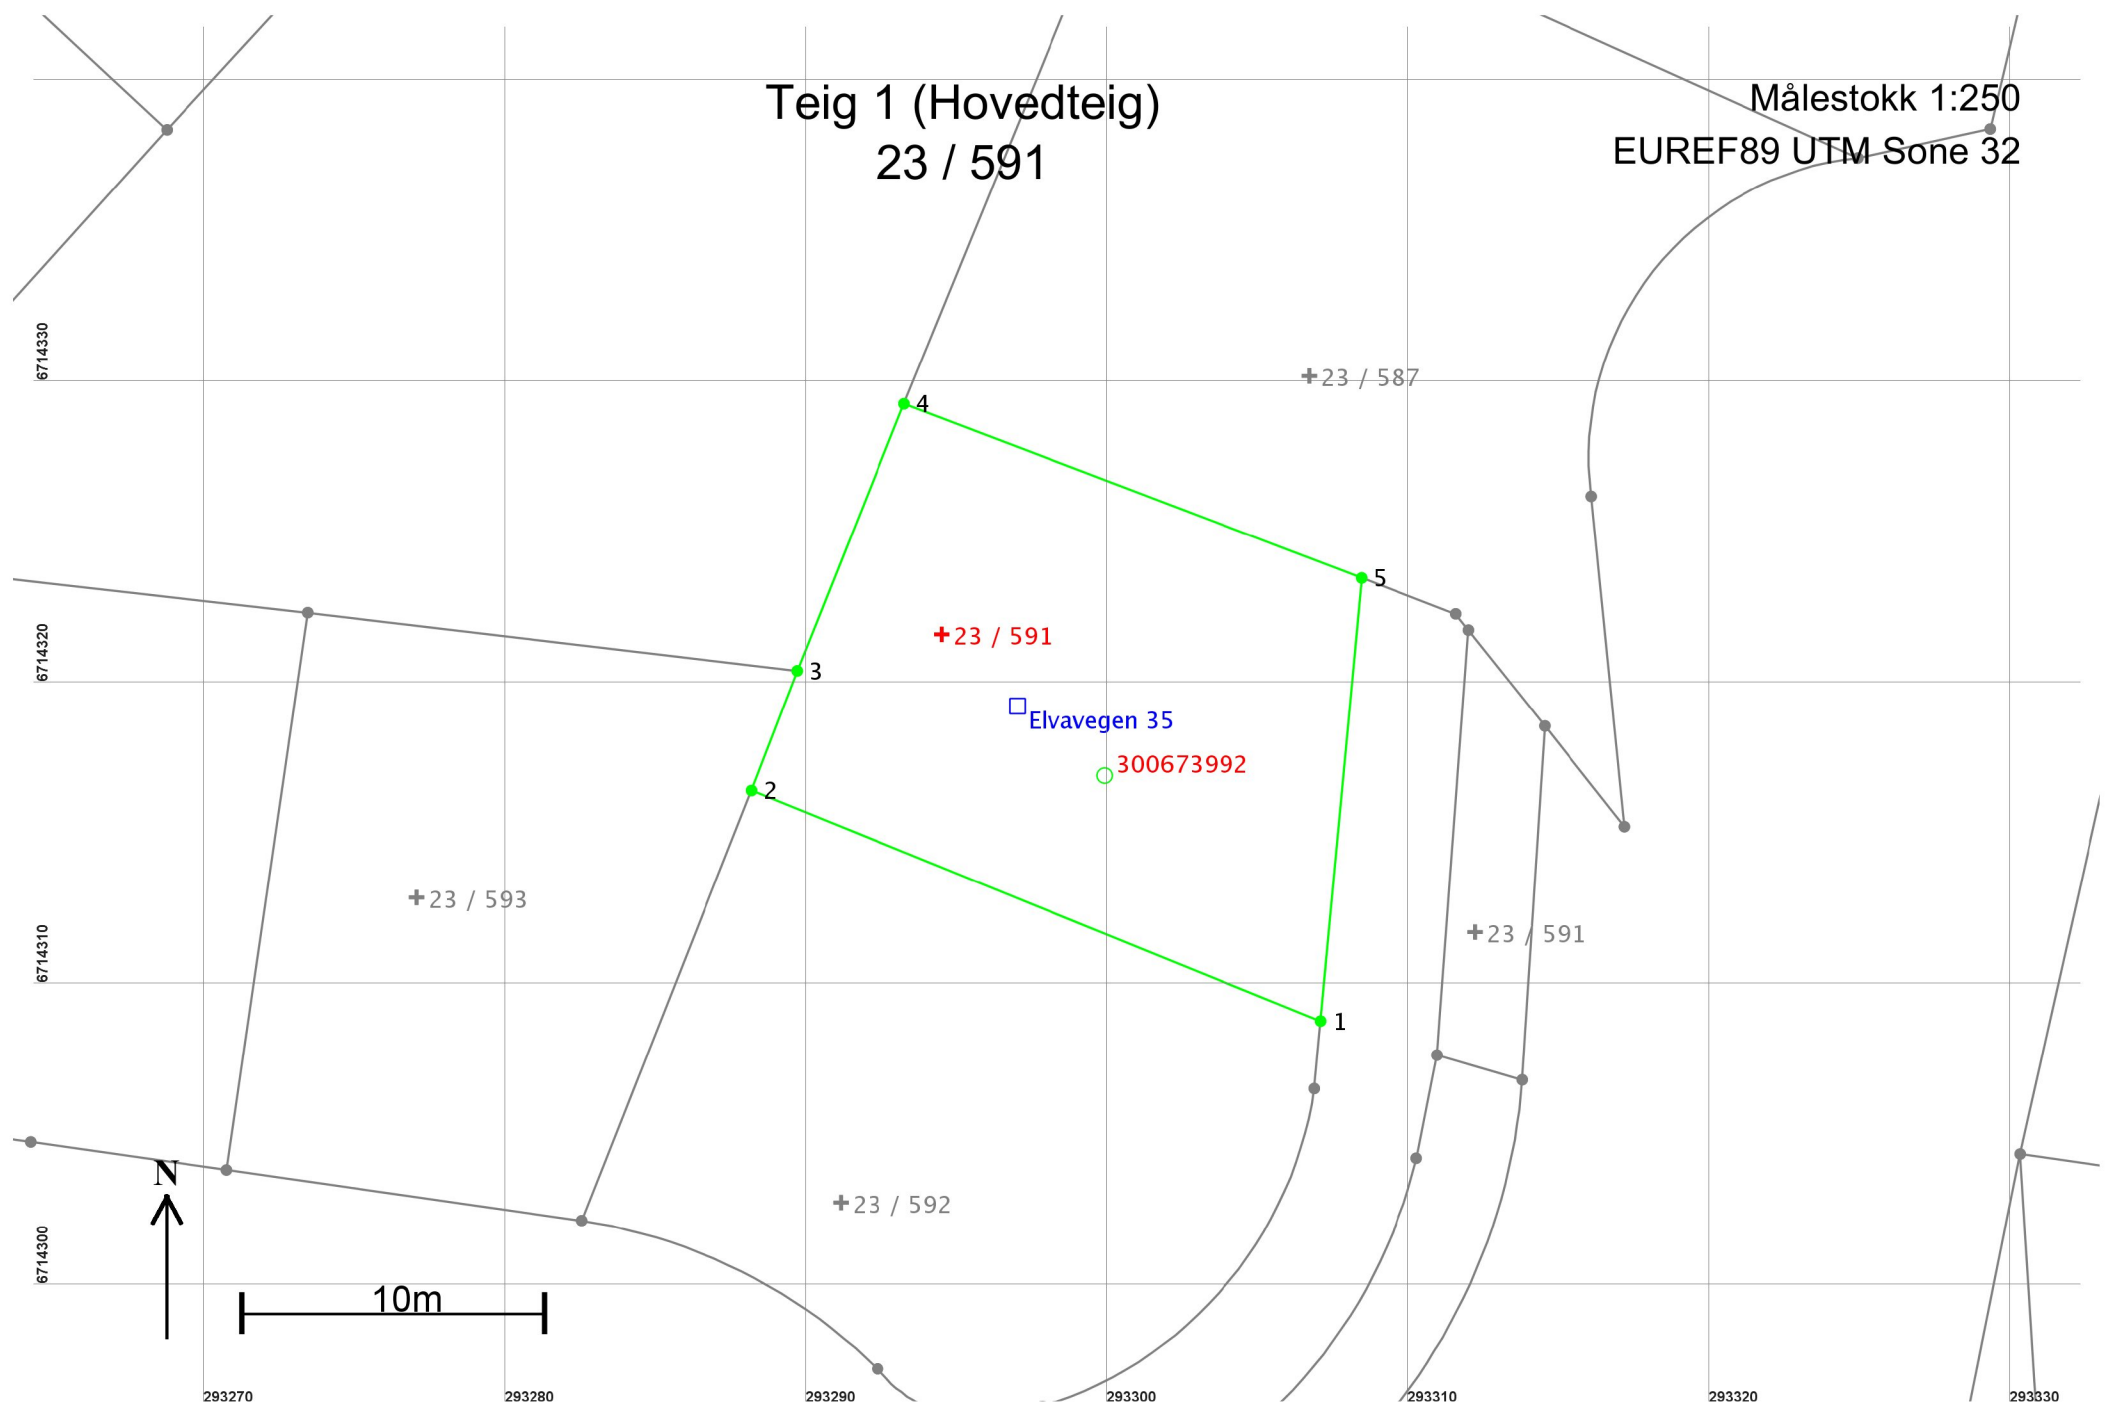 Teig 1 (Hovedteig)
23 / 591
Målestokk 1:250
EUREF89 UTM Sone 32
6714330
23 / 587
4
5
6714320
23 / 591
3
Elvavegen 35
300673992
2
23 / 593
6714310
23 / 591
1
N
23 / 592
6714300
10m
293270
293280
293290
293300
293310
293320
293330